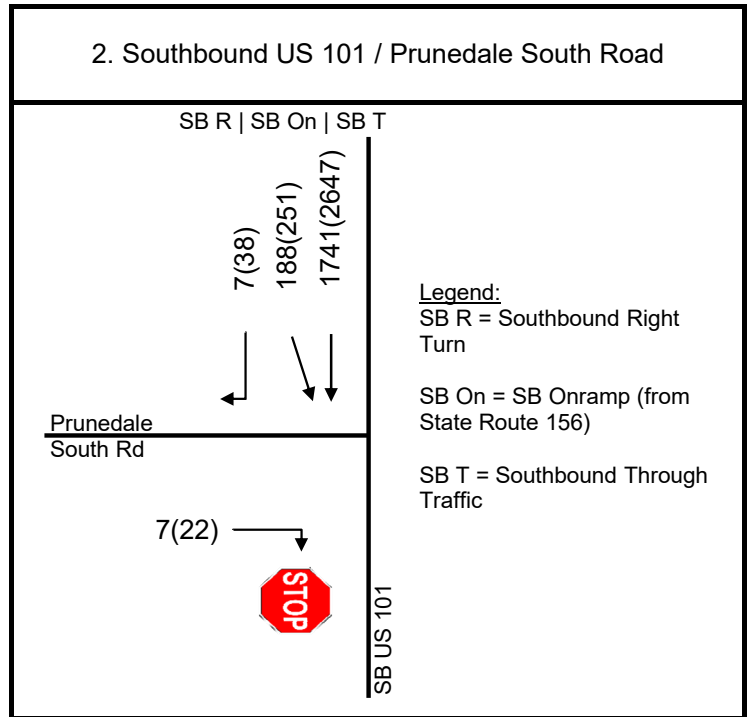 2. Southbound US 101 / Prunedale South Road
SB R | SB On | SB T
7(38)
188(251)
1741(2647)
Legend:
SB R = Southbound Right
Turn
SB On = SB Onramp (from
State Route 156)
SB T = Southbound Through
Traffic
Prunedale
South Rd
7(22)
STOP
SB US 101